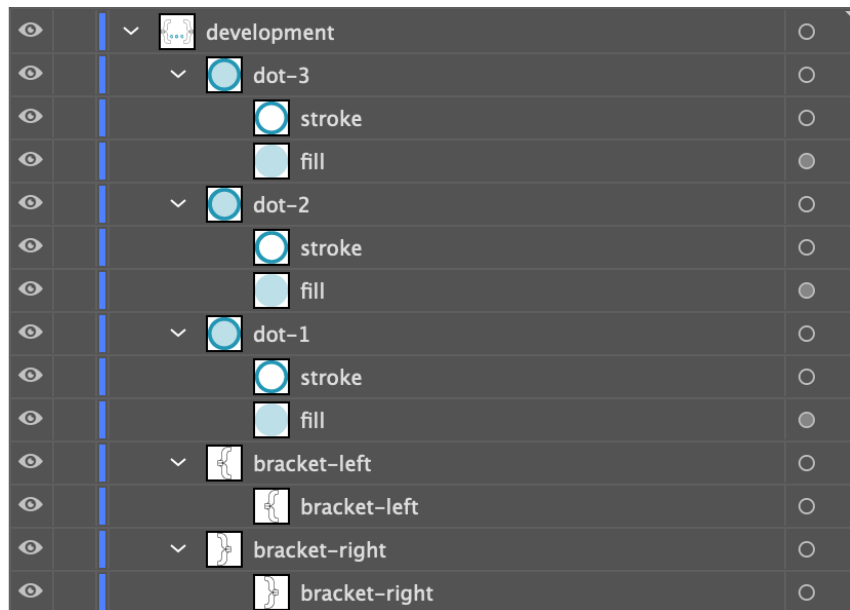 development
dot-3
stroke
fill
dot-2
stroke
fill
dot-1
stroke
fill
bracket-left
bracket-left
bracket-right
bracket-right